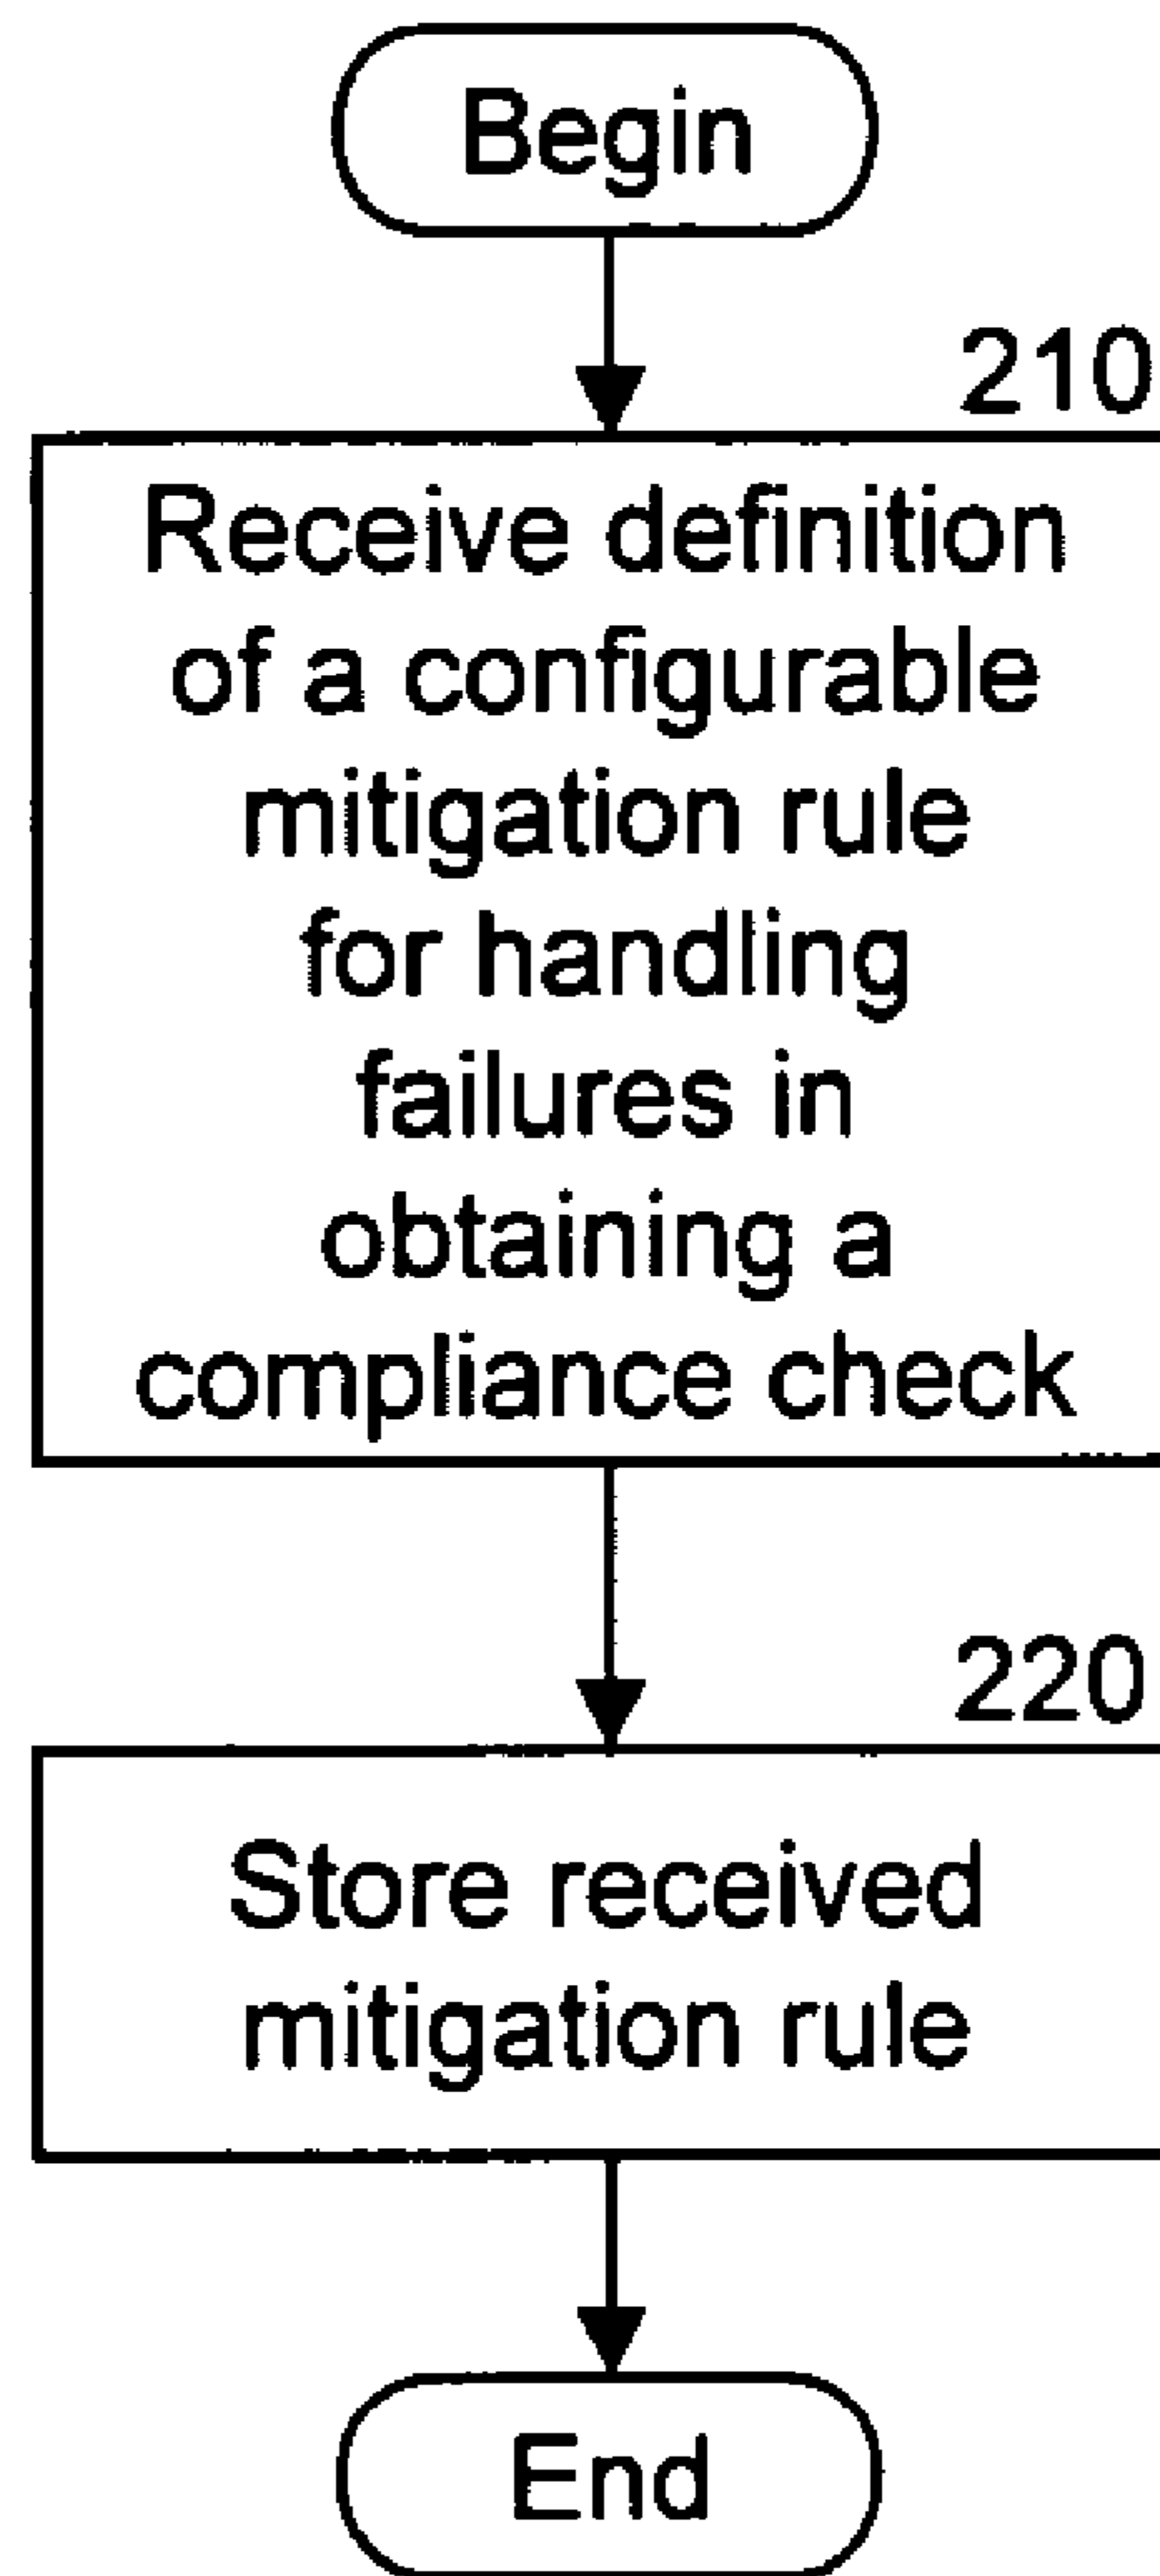 Begin
210
Receive definition
of a configurable
mitigation rule
for handling
failures in
obtaining a
compliance check
220
Store received
mitigation rule
End